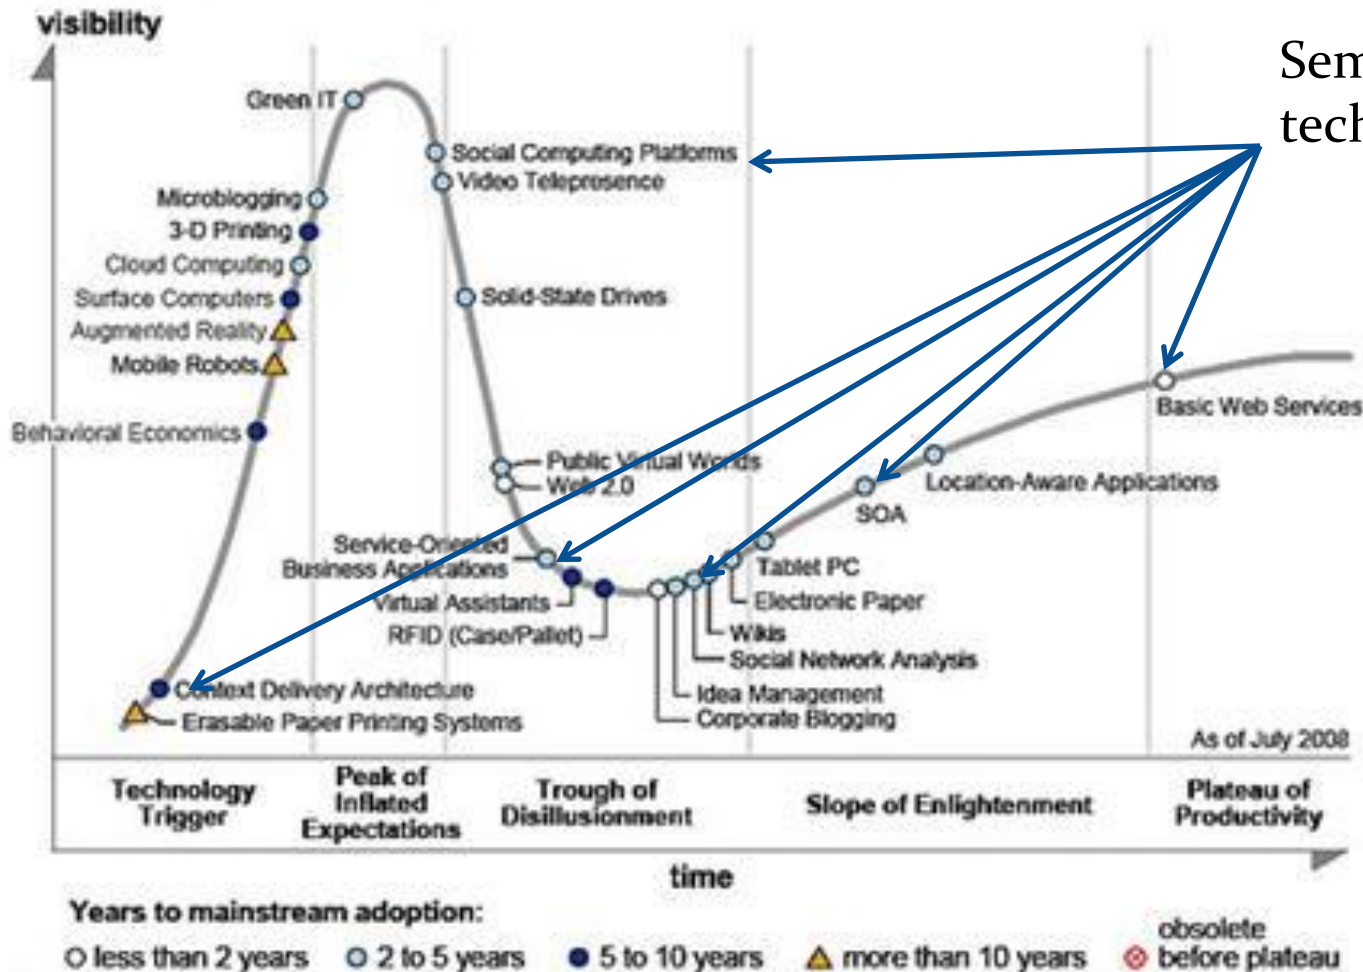 visibility
Sem
tech
Green IT
Social Computing Platforms
Video Telepresence
Microblogging
3-D Printing
Cloud Computing
Surface Computers
Solid-State Drives
Augmented Reality
Mobile Robots
Behavioral Economics
Basic Web Services
Public Virtual Worlds
Web 2.0
Location-Aware Applications
SOA
Service-Oriented
Business Applications
Tablet PC
Virtual Assistants
Electronic Paper
RFID (Case/Pallet)
Wikis
Social Network Analysis
Context Delivery Architecture
Idea Management
Erasable Paper Printing Systems
Corporate Blogging
As of July 2008
Technology
Trigger
Peak of
Inflated
Expectations
Trough of
Disillusionment
Slope of Enlightenment
Plateau of
Productivity
time
Years to mainstream adoption:
less than 2 years
2 to 5 years
5 to 10 years
more than 10 years
obsolete
before plateau